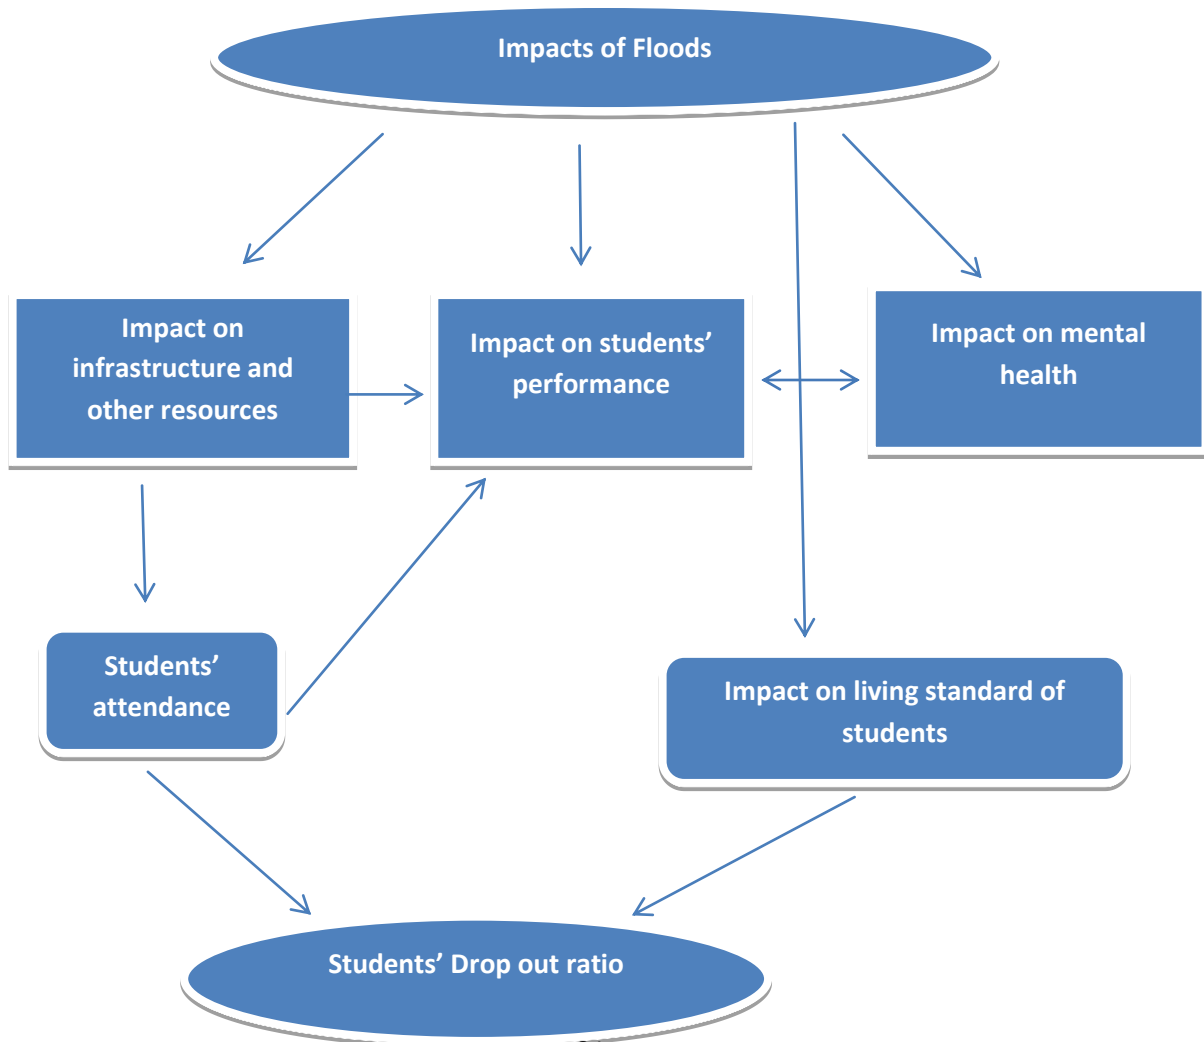 Impacts of Floods
Impact on
infrastructure and
other resources
Impact on students’
performance
Impact on mental
health
Students’
attendance
Impact on living standard of
students
Students’ Drop out ratio